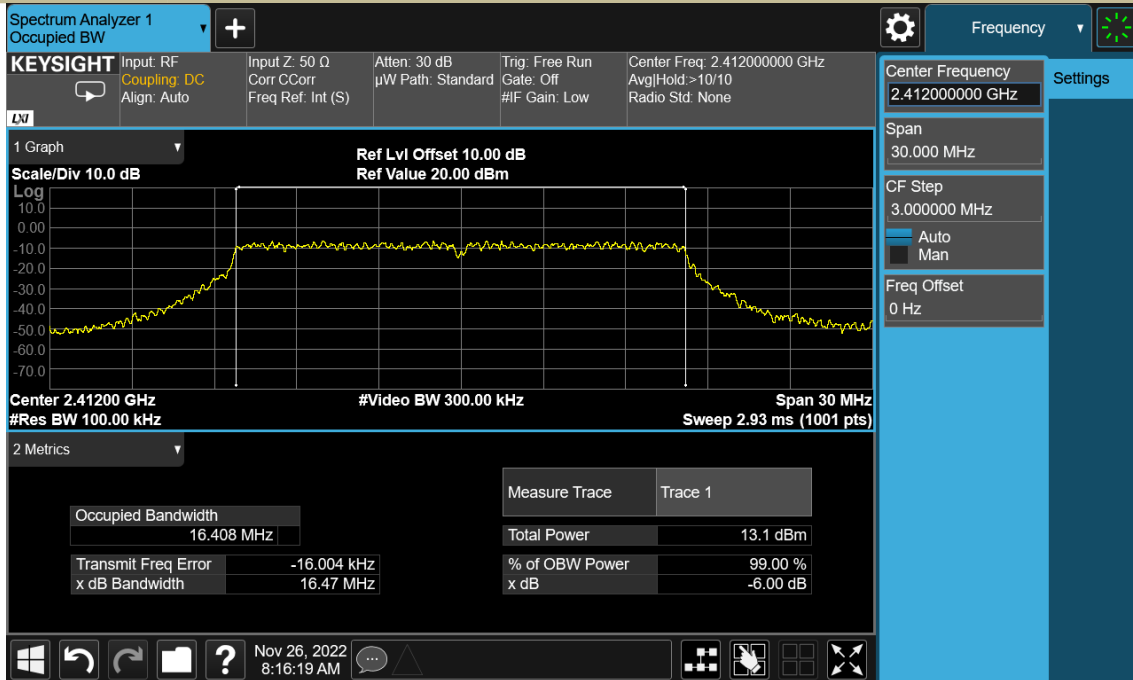 Spectrum Analyzer 1
Occupied BW
+
Frequency
KEYSIGHT
LXI
Input: RF
Coupling: DC
Align: Auto
Input Z: 50 Ω
Corr CCorr
Freq Ref: Int (S)
Atten: 30 dB
µW Path: Standard
Trig: Free Run
Gate: Off
#IF Gain: Low
Center Freq: 2.412000000 GHz
Avg|Hold:>10/10
Radio Std: None
Center Frequency
2.412000000 GHz
Settings
Span
30.000 MHz
CF Step
3.000000 MHz
Auto
Man
Freq Offset
0 Hz
1 Graph
Scale/Div 10.0 dB
Ref Lvl Offset 10.00 dB
Ref Value 20.00 dBm
Log
10.0
0.00
-10.0
-20.0
-30.0
-40.0
-50.0
-60.0
-70.0
Center 2.41200 GHz
#Video BW 300.00 kHz
Span 30 MHz
#Res BW 100.00 kHz
Sweep 2.93 ms (1001 pts)
2 Metrics
Measure Trace Trace 1
Occupied Bandwidth
16.408 MHz
Total Power 13.1 dBm
Transmit Freq Error -16.004 kHz
% of OBW Power 99.00 %
x dB Bandwidth 16.47 MHz
x dB -6.00 dB
?
Nov 26, 2022
8:16:19 AM